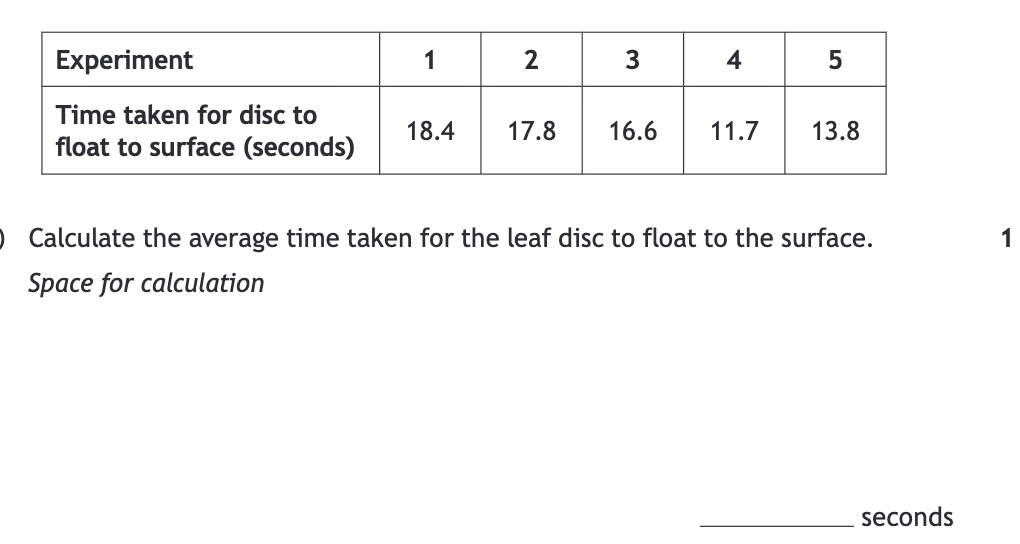 Experiment 1 2 3 4 5
Time taken for disc to
float to surface (seconds) 18.4 17.8 16.6 11.7 13.8
) Calculate the average time taken for the leaf disc to float to the surface. 1
Space for calculation
seconds